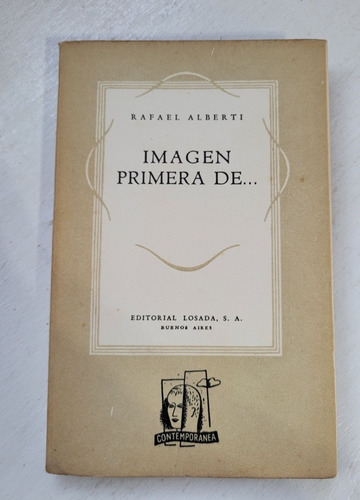 RAFAEL ALBERTI
IMAGEN
PRIMERA DE...
EDITORIAL LOSADA, S. A.
BUENOS AIRES
CONTEMPORANEA